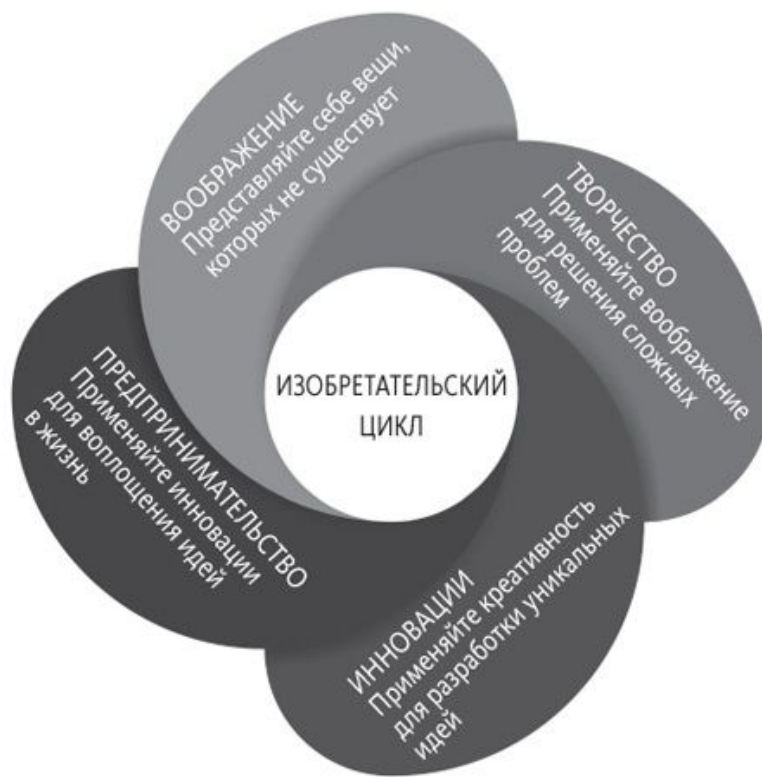 ВООБРАЖЕНИЕ
Представляйте себе вещи,
которых не существует
ТВОРЧЕСТВО
Применяйте воображение
для решения сложных
проблем
ИЗОБРЕТАТЕЛЬСКИЙ
ЦИКЛ
ПРЕДПРИНИМАТЕЛЬСТВО
Применяйте инновации
для воплощения идей
в жизнь
ИННОВАЦИИ
Применяйте креативность
для разработки уникальных
идей